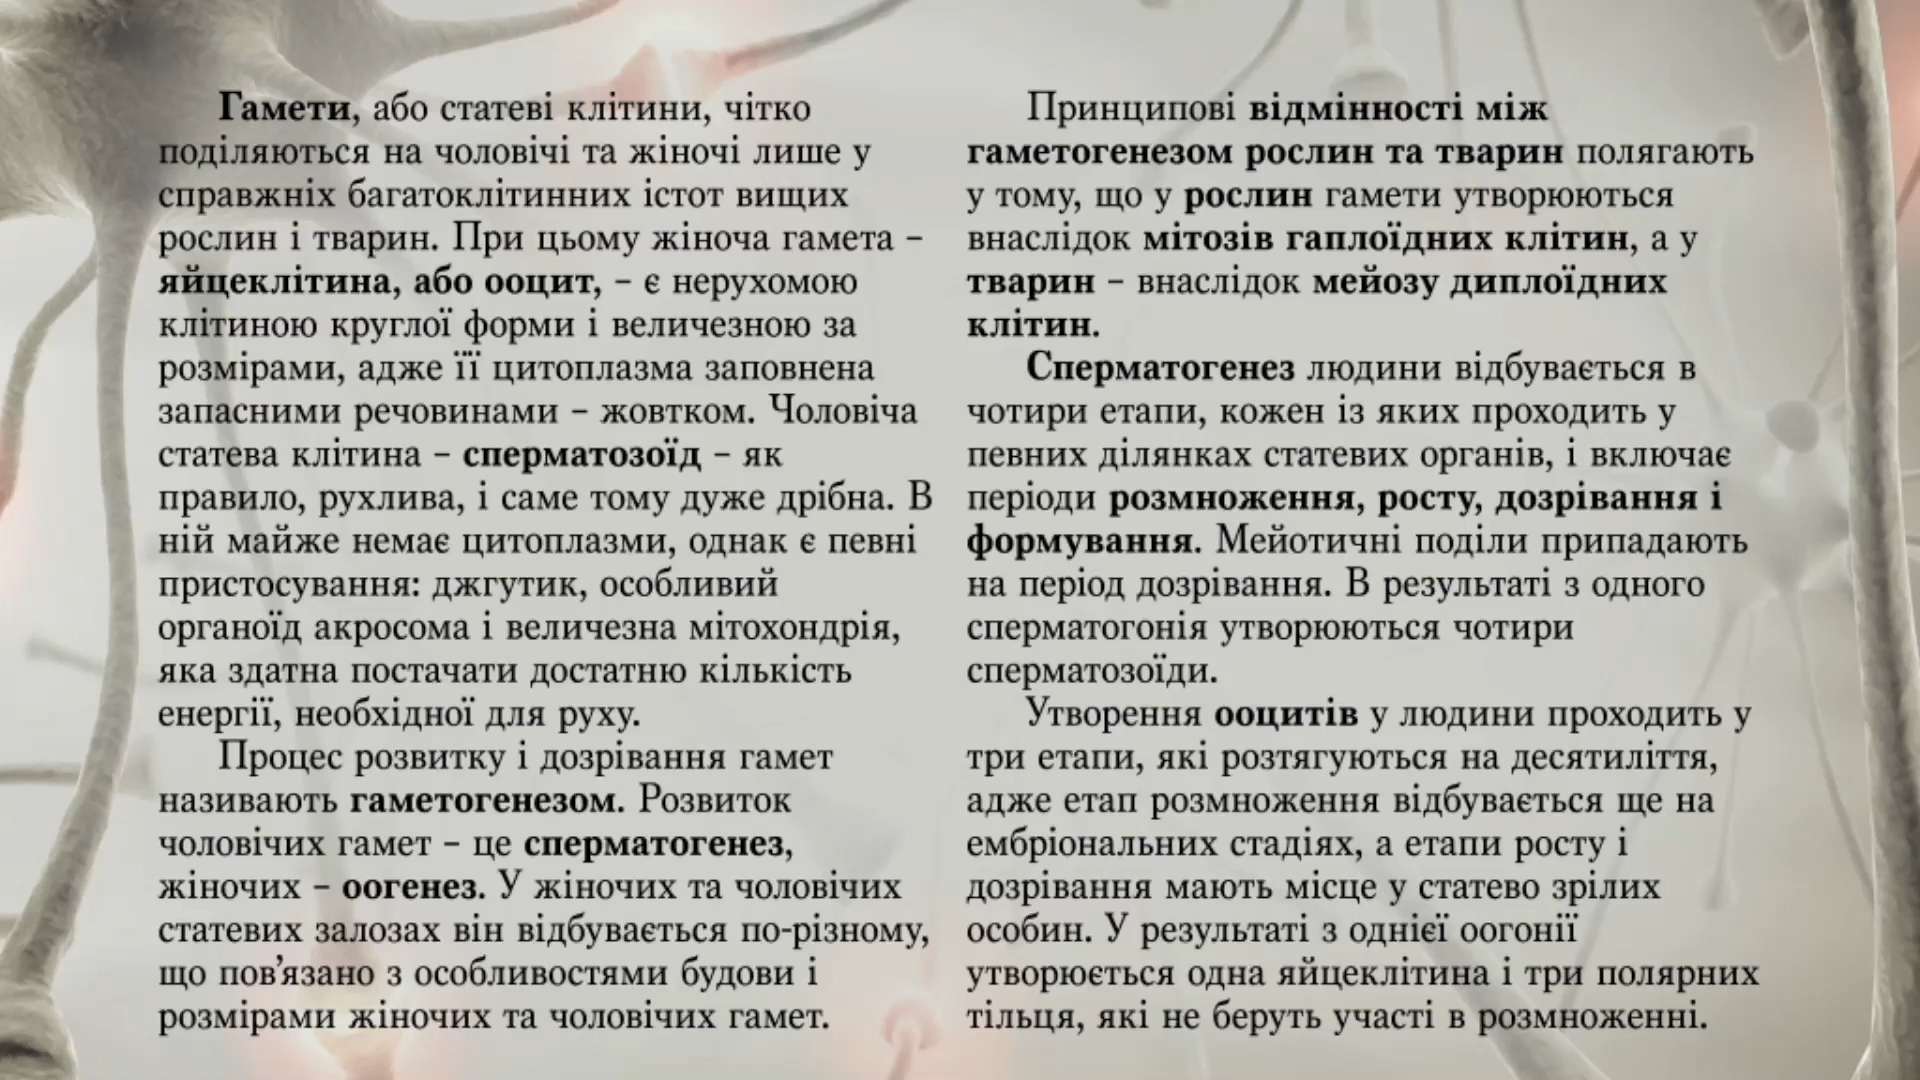 Гамети, або статеві клітини, чітко
поділяються на чоловічі та жіночі лише у
справжніх багатоклітинних істот вищих
рослин і тварин. При цьому жіноча гамета –
яйцеклітина, або ооцит, – є нерухомою
клітиною круглої форми і величезною за
розмірами, адже її цитоплазма заповнена
запасними речовинами – жовтком. Чоловіча
статева клітина – сперматозоїд – як
правило, рухлива, і саме тому дуже дрібна. В
ній майже немає цитоплазми, однак є певні
пристосування: джгутик, особливий
органоїд акросома і величезна мітохондрія,
яка здатна постачати достатню кількість
енергії, необхідної для руху.
Процес розвитку і дозрівання гамет
називають гаметогенезом. Розвиток
чоловічих гамет – це сперматогенез,
жіночих – оогенез. У жіночих та чоловічих
статевих залозах він відбувається по-різному,
що пов’язано з особливостями будови і
розмірами жіночих та чоловічих гамет.
Принципові відмінності між
гаметогенезом рослин та тварин полягають
у тому, що у рослин гамети утворюються
внаслідок мітозів гаплоїдних клітин, а у
тварин – внаслідок мейозу диплоїдних
клітин.
Сперматогенез людини відбувається в
чотири етапи, кожен із яких проходить у
певних ділянках статевих органів, і включає
періоди розмноження, росту, дозрівання і
формування. Мейотичні поділи припадають
на період дозрівання. В результаті з одного
сперматогонія утворюються чотири
сперматозоїди.
Утворення ооцитів у людини проходить у
три етапи, які розтягуються на десятиліття,
адже етап розмноження відбувається ще на
ембріональних стадіях, а етапи росту і
дозрівання мають місце у статево зрілих
особин. У результаті з однієї оогонії
утворюється одна яйцеклітина і три полярних
тільця, які не беруть участі в розмноженні.